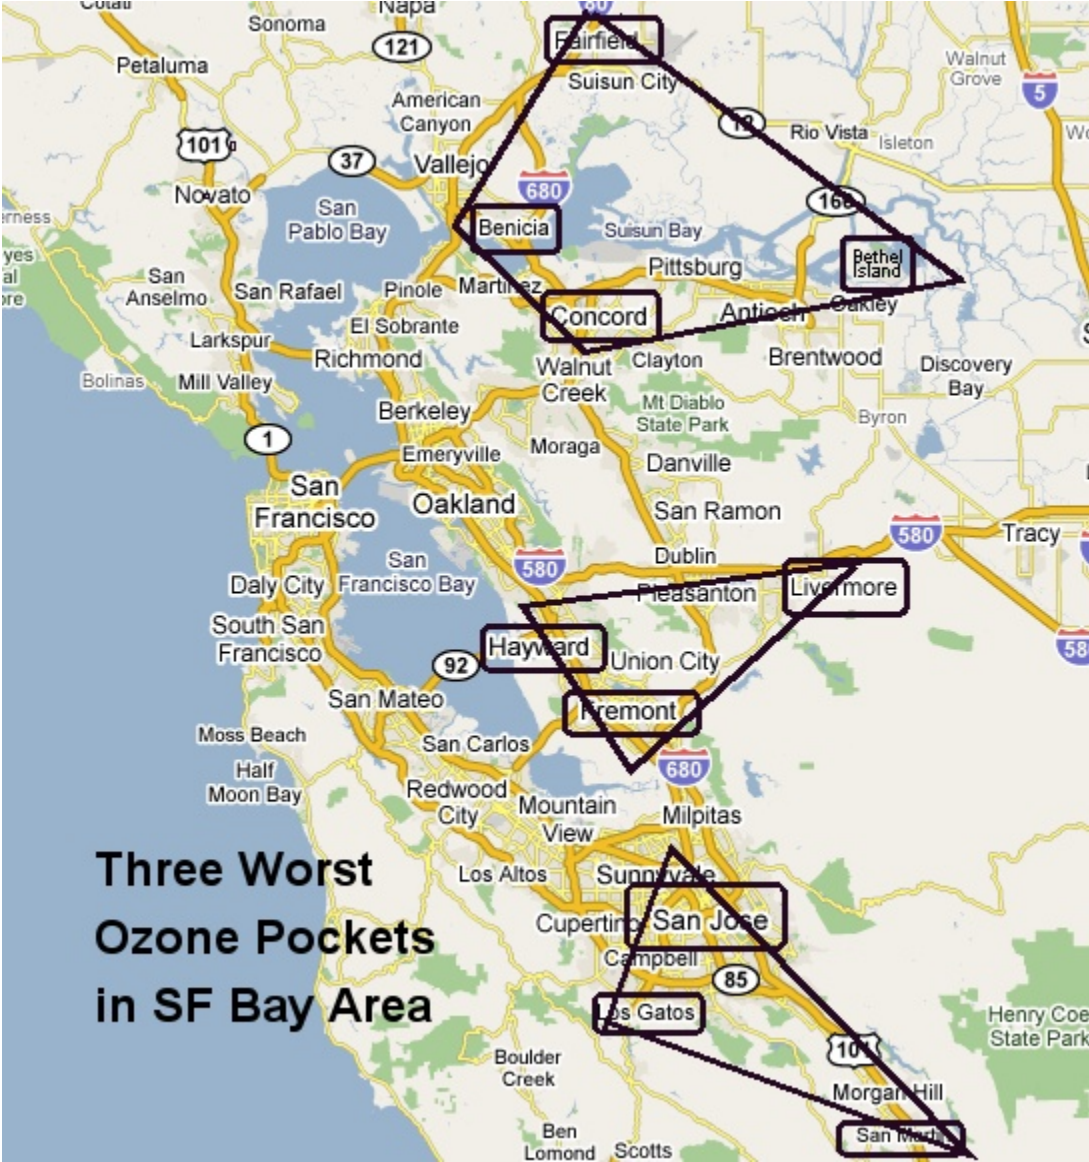 Cotati
Napa
80
Sonoma
121
Fairfield
Petaluma
Suisun City
Walnut
Grove
5
American
Canyon
12
Rio Vista
Isleton
101
37
Vallejo
680
Novato
160
San
Pablo Bay
Benicia
Suisun Bay
Bethel
Island
Pittsburg
San
Anselmo
San Rafael
Pinole
Martinez
Oakley
Antioch
Concord
El Sobrante
Larkspur
Richmond
Walnut
Creek
Clayton
Brentwood
Discovery
Bay
Bolinas
Mill Valley
Berkeley
Mt Diablo
State Park
Byron
1
Moraga
Emeryville
Danville
San
Francisco
Oakland
San Ramon
580
Tracy
Dublin
580
San
Francisco Bay
Daly City
Pleasanton
Livermore
South San
Francisco
Hayward
Union City
58
92
San Mateo
Fremont
Moss Beach
San Carlos
680
Half
Moon Bay
Redwood
City
Mountain
View
Milpitas
Three Worst
Ozone Pockets
in SF Bay Area
Los Altos
Sunnyvale
Cupertino
San Jose
Campbell
85
Los Gatos
Henry Coe
State Park
101
Boulder
Creek
Morgan Hill
San Martin
Ben
Lomond
Scotts